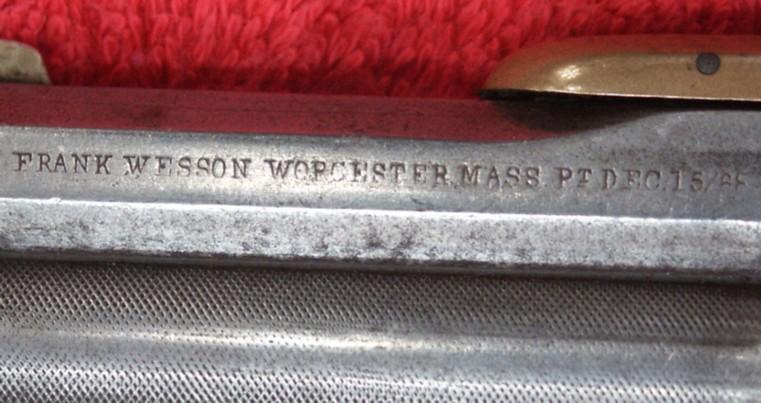 FRANK WESSON WORCESTER, MASS. PT DEC. 15/68